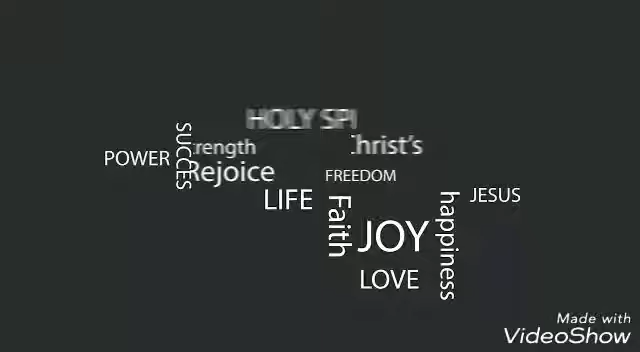 HOLY SPI
SUCCES
rength
hrist's
POWER
Rejoice
FREEDOM
LIFE
Faith
happiness
JESUS
JOY
LOVE
Made with
VideoShow